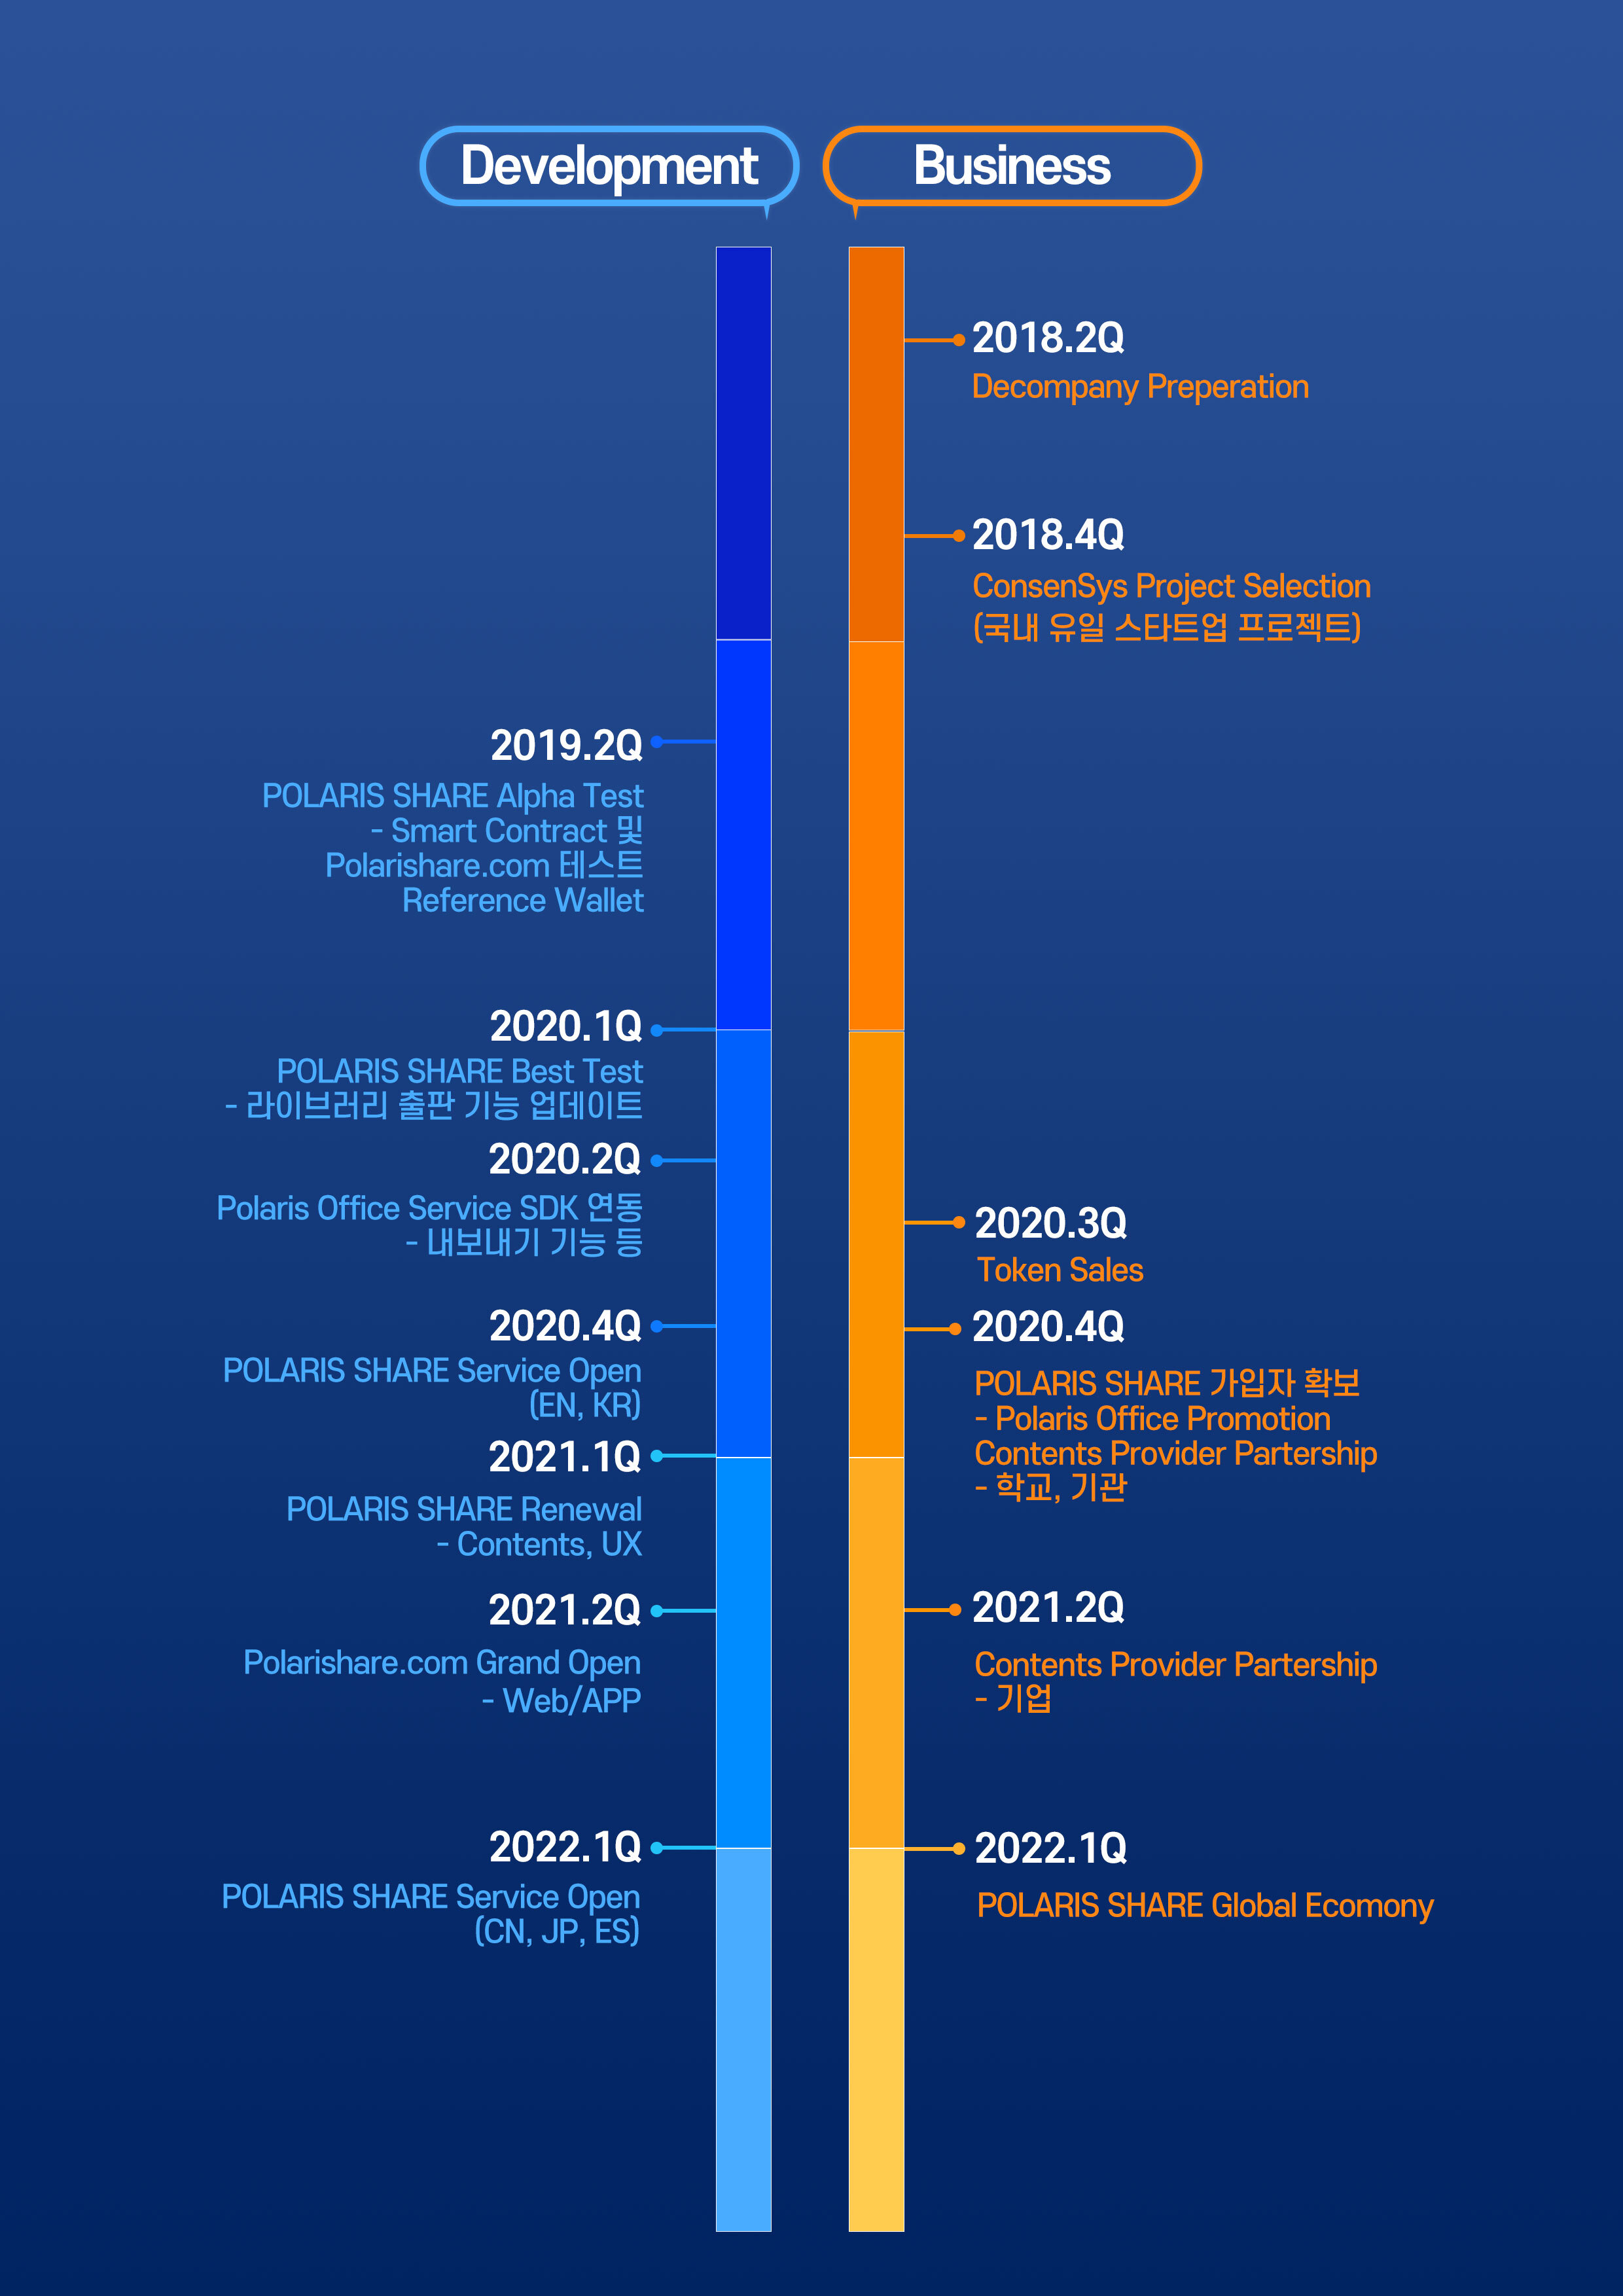 Development
Business
2018.2Q
Decompany Preperation
2018.4Q
ConsenSys Project Selection
(국내 유일 스타트업 프로젝트)
2019.2Q
POLARIS SHARE Alpha Test
- Smart Contract 및
Polarishare.com 테스트
Reference Wallet
2020.1Q
POLARIS SHARE Best Test
- 라이브러리 출판 기능 업데이트
2020.2Q
Polaris Office Service SDK 연동
- 내보내기 기능 등
2020.3Q
Token Sales
2020.4Q
POLARIS SHARE Service Open
(EN, KR)
2020.4Q
POLARIS SHARE 가입자 확보
- Polaris Office Promotion
Contents Provider Partership
- 학교, 기관
2021.1Q
POLARIS SHARE Renewal
- Contents, UX
2021.2Q
Polarishare.com Grand Open
- Web/APP
2021.2Q
Contents Provider Partership
- 기업
2022.1Q
POLARIS SHARE Service Open
(CN, JP, ES)
2022.1Q
POLARIS SHARE Global Ecomony